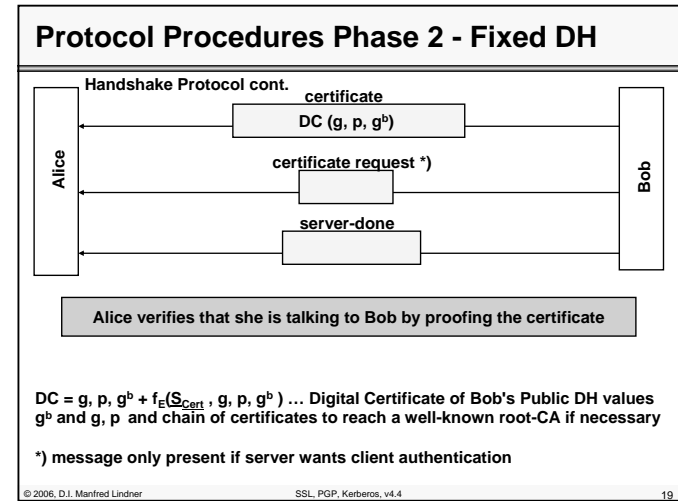 Protocol Procedures Phase 2 - Fixed DH
Handshake Protocol cont.
certificate
DC (g, p, gᵇ)
certificate request *)
Alice
Bob
server-done
Alice verifies that she is talking to Bob by proofing the certificate
DC = g, p, gᵇ + f_E(S_Cert , g, p, gᵇ ) … Digital Certificate of Bob's Public DH values
gᵇ and g, p and chain of certificates to reach a well-known root-CA if necessary
*) message only present if server wants client authentication
© 2006, D.I. Manfred Lindner
SSL, PGP, Kerberos, v4.4
19